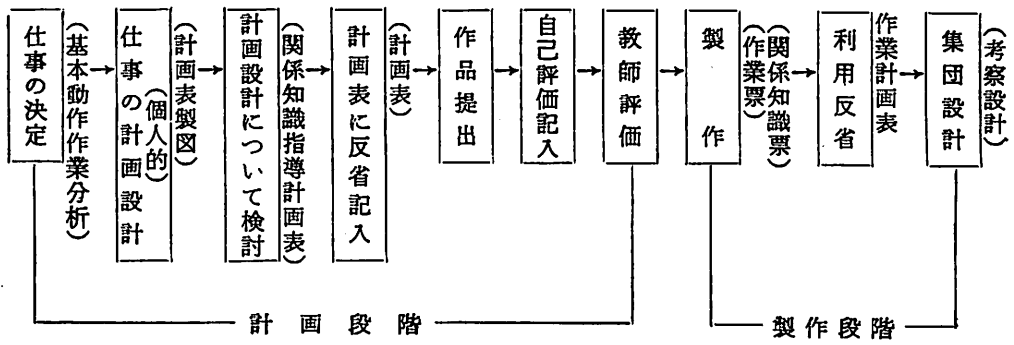 仕事の決定
（基本動作作業分析）
仕事の計画設計
（個人的）
（計画表製図）
計画設計について検討
（関係知識指導計画表）
計画表に反省記入
（計画表）
作品提出
自己評価記入
教師評価
製作
（関係知識票）
（作業票）
利用反省
作業計画表
集団設計
（考察設計）
計画段階
製作段階